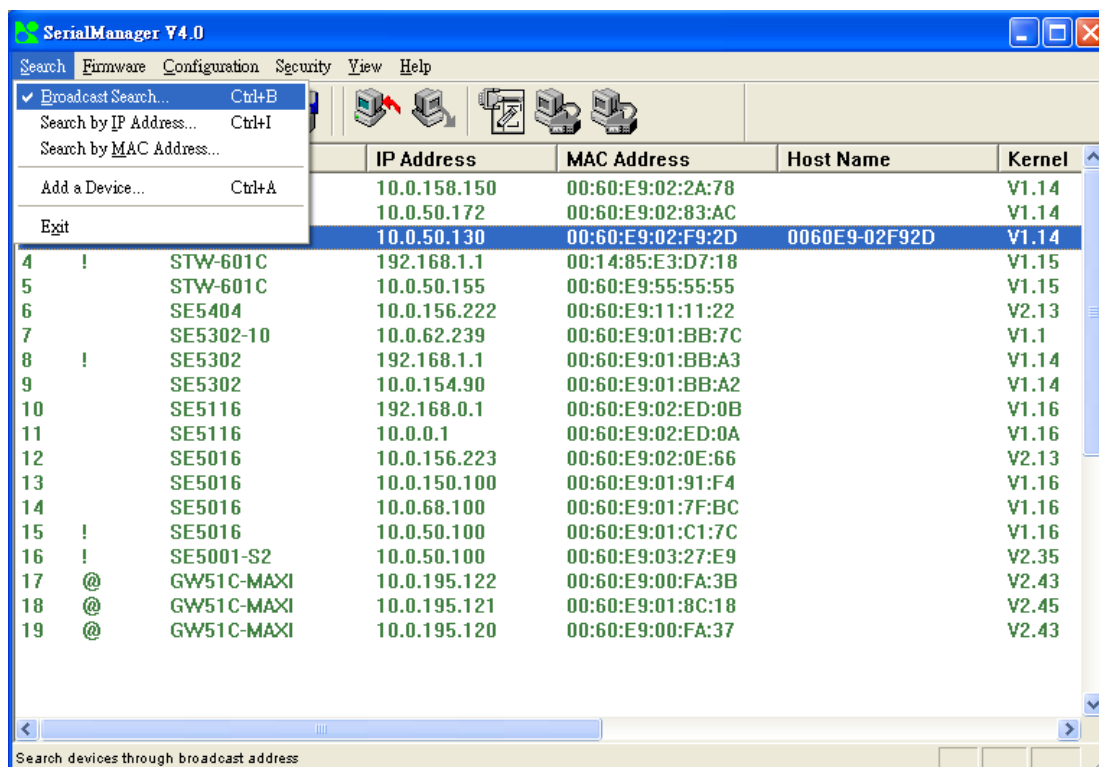 SerialManager V4.0
Search Firmware Configuration Security View Help
Broadcast Search... Ctrl+B
Search by IP Address... Ctrl+I
Search by MAC Address...
Add a Device... Ctrl+A
Exit
IP Address MAC Address Host Name Kernel
10.0.158.150 00:60:E9:02:2A:78 V1.14
10.0.50.172 00:60:E9:02:83:AC V1.14
10.0.50.130 00:60:E9:02:F9:2D 0060E9-02F92D V1.14
4 ! STW-601C 192.168.1.1 00:14:85:E3:D7:18 V1.15
5 STW-601C 10.0.50.155 00:60:E9:55:55:55 V1.15
6 SE5404 10.0.156.222 00:60:E9:11:11:22 V2.13
7 SE5302-10 10.0.62.239 00:60:E9:01:BB:7C V1.1
8 ! SE5302 192.168.1.1 00:60:E9:01:BB:A3 V1.14
9 SE5302 10.0.154.90 00:60:E9:01:BB:A2 V1.14
10 SE5116 192.168.0.1 00:60:E9:02:ED:0B V1.16
11 SE5116 10.0.0.1 00:60:E9:02:ED:0A V1.16
12 SE5016 10.0.156.223 00:60:E9:02:0E:66 V2.13
13 SE5016 10.0.150.100 00:60:E9:01:91:F4 V1.16
14 SE5016 10.0.68.100 00:60:E9:01:7F:BC V1.16
15 ! SE5016 10.0.50.100 00:60:E9:01:C1:7C V1.16
16 ! SE5001-S2 10.0.50.100 00:60:E9:03:27:E9 V2.35
17 @ GW51C-MAXI 10.0.195.122 00:60:E9:00:FA:3B V2.43
18 @ GW51C-MAXI 10.0.195.121 00:60:E9:01:8C:18 V2.45
19 @ GW51C-MAXI 10.0.195.120 00:60:E9:00:FA:37 V2.43
Search devices through broadcast address